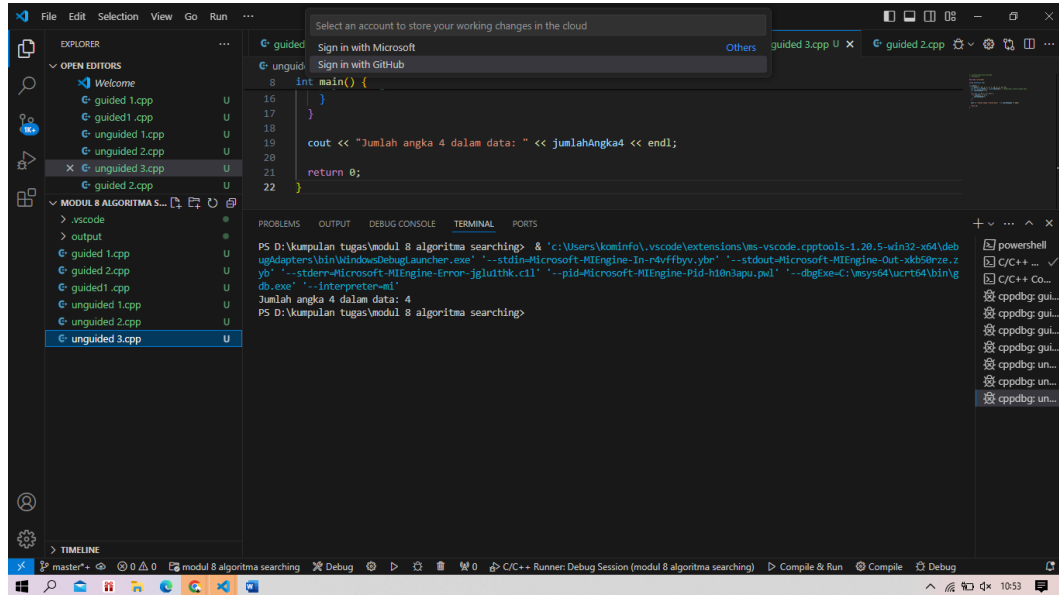 File Edit Selection View Go Run ···
Select an account to store your working changes in the cloud
Sign in with Microsoft Others
Sign in with GitHub
EXPLORER ···
OPEN EDITORS
Welcome
guided 1.cpp U
guided1 .cpp U
unguided 1.cpp U
unguided 2.cpp U
unguided 3.cpp U
guided 2.cpp U
MODUL 8 ALGORITMA S...
.vscode
output
guided 1.cpp U
guided 2.cpp U
guided1 .cpp U
unguided 1.cpp U
unguided 2.cpp U
unguided 3.cpp U
TIMELINE
1K+
guided
guided 3.cpp U
guided 2.cpp
unguid
8 int main() {
16 }
17 }
18
19 cout << "Jumlah angka 4 dalam data: " << jumlahAngka4 << endl;
20
21 return 0;
22 }
PROBLEMS OUTPUT DEBUG CONSOLE TERMINAL PORTS
PS D:\kumpulan tugas\modul 8 algoritma searching> & 'c:\Users\kominfo\.vscode\extensions\ms-vscode.cpptools-1.20.5-win32-x64\deb
ugAdapters\bin\WindowsDebugLauncher.exe' '--stdin=Microsoft-MIEngine-In-r4vffbyv.ybr' '--stdout=Microsoft-MIEngine-Out-xkb50rze.z
yb' '--stderr=Microsoft-MIEngine-Error-jglu1thk.c1l' '--pid=Microsoft-MIEngine-Pid-h10n3apu.pwl' '--dbgExe=C:\msys64\ucrt64\bin\g
db.exe' '--interpreter=mi'
Jumlah angka 4 dalam data: 4
PS D:\kumpulan tugas\modul 8 algoritma searching>
powershell
C/C++ ...
C/C++ Co...
cppdbg: gui...
cppdbg: gui...
cppdbg: gui...
cppdbg: gui...
cppdbg: un...
cppdbg: un...
cppdbg: un...
master*+ 0 0 Debug modul 8 algoritma searching Debug 0 C/C++ Runner: Debug Session (modul 8 algoritma searching) Compile & Run Compile Debug
10:53